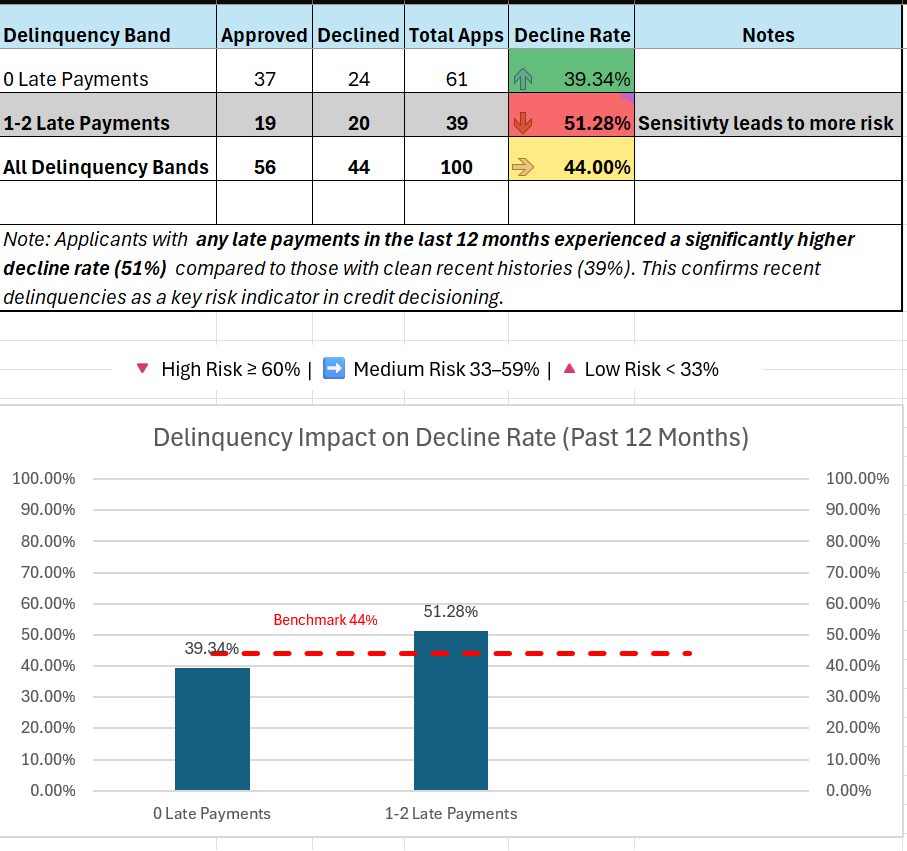 Delinquency Band Approved Declined Total Apps Decline Rate Notes
0 Late Payments 37 24 61 39.34%
1-2 Late Payments 19 20 39 51.28% Sensitivty leads to more risk
All Delinquency Bands 56 44 100 44.00%
Note: Applicants with any late payments in the last 12 months experienced a significantly higher
decline rate (51%) compared to those with clean recent histories (39%). This confirms recent
delinquencies as a key risk indicator in credit decisioning.
🔻 High Risk ≥ 60% | ➡️ Medium Risk 33–59% | 🔺 Low Risk < 33%
Delinquency Impact on Decline Rate (Past 12 Months)
100.00% 100.00%
90.00% 90.00%
80.00% 80.00%
70.00% 70.00%
60.00% 60.00%
51.28%
Benchmark 44%
50.00% 50.00%
39.34%
40.00% 40.00%
30.00% 30.00%
20.00% 20.00%
10.00% 10.00%
0.00% 0.00%
0 Late Payments 1-2 Late Payments